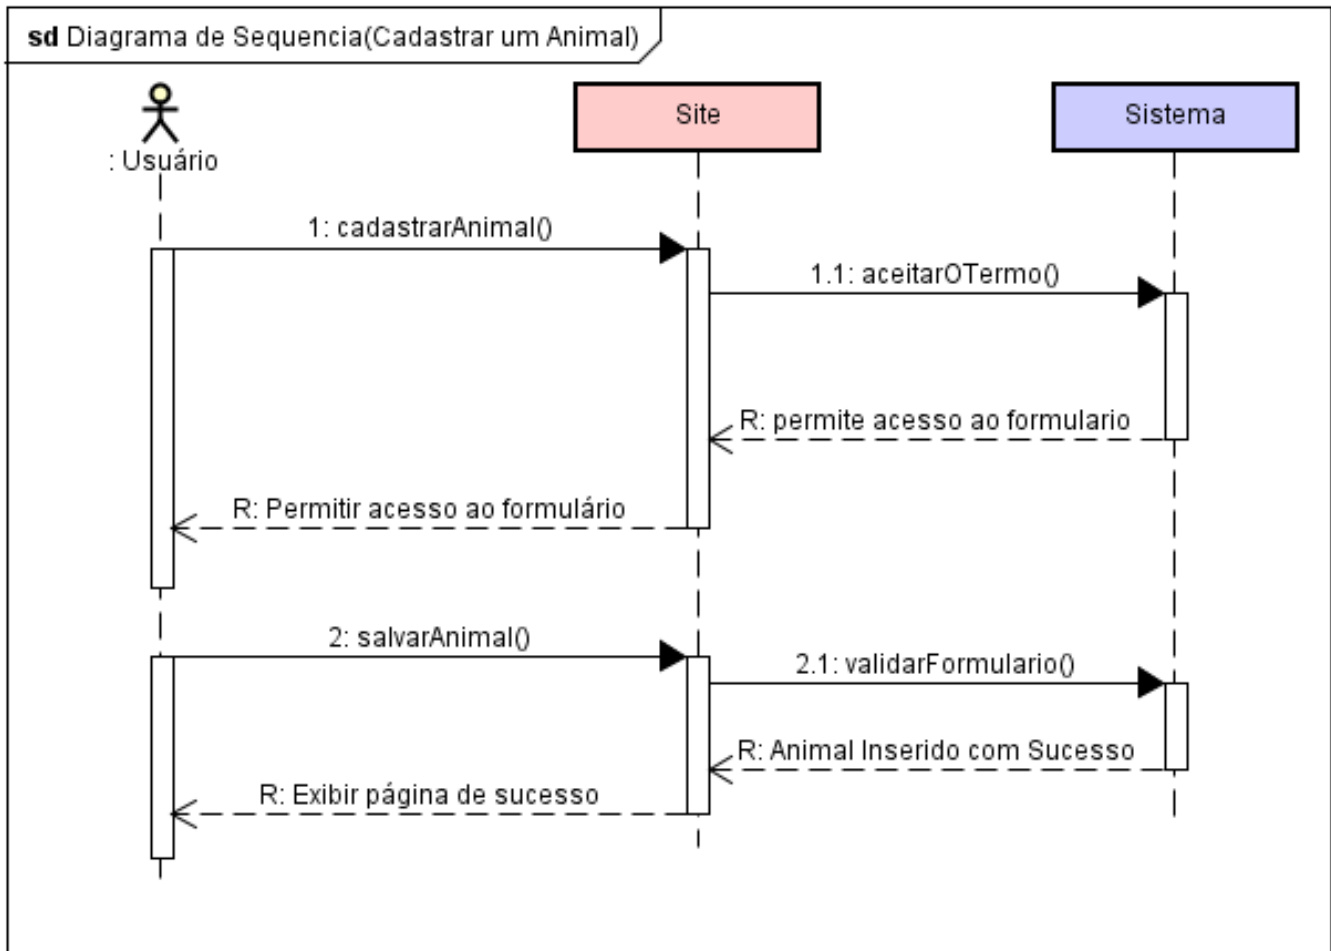 sd Diagrama de Sequencia(Cadastrar um Animal)
: Usuário
Site
Sistema
1: cadastrarAnimal()
1.1: aceitarOTermo()
R: permite acesso ao formulario
R: Permitir acesso ao formulário
2: salvarAnimal()
2.1: validarFormulario()
R: Animal Inserido com Sucesso
R: Exibir página de sucesso